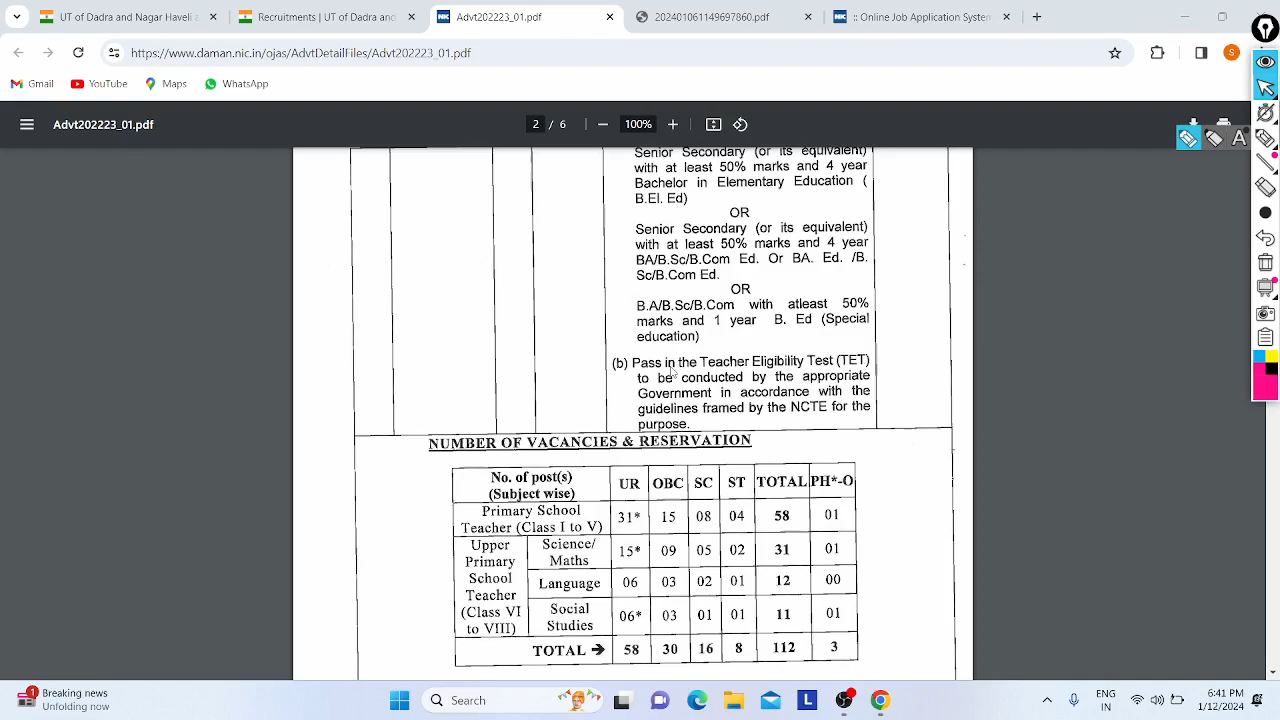 UT of Dadra and Nagar Haveli a
Recruitments | UT of Dadra and
Advt202223_01.pdf
:: Online Job Application System
https://www.daman.nic.in/ojas/AdvtDetailFiles/Advt202223_01.pdf
Gmail
YouTube
Maps
WhatsApp
Advt202223_01.pdf
2 / 6
100%
Senior Secondary (or its equivalent)
with at least 50% marks and 4 year
Bachelor in Elementary Education (
B.El. Ed)
OR
Senior Secondary (or its equivalent)
with at least 50% marks and 4 year
BA/B.Sc/B.Com Ed. Or BA. Ed. /B.
Sc/B.Com Ed.
OR
B.A/B.Sc/B.Com with atleast 50%
marks and 1 year B. Ed (Special
education)
(b) Pass in the Teacher Eligibility Test (TET)
to be conducted by the appropriate
Government in accordance with the
guidelines framed by the NCTE for the
purpose.
NUMBER OF VACANCIES & RESERVATION
No. of post(s) (Subject wise) UR OBC SC ST TOTAL PH*-O
Primary School Teacher (Class I to V) 31* 15 08 04 58 01
Upper Primary School Teacher (Class VI to VIII)
Science/ Maths 15* 09 05 02 31 01
Language 06 03 02 01 12 00
Social Studies 06* 03 01 01 11 01
TOTAL → 58 30 16 8 112 3
Breaking news
Unfolding now
1
Search
ENG
IN
6:41 PM
1/12/2024